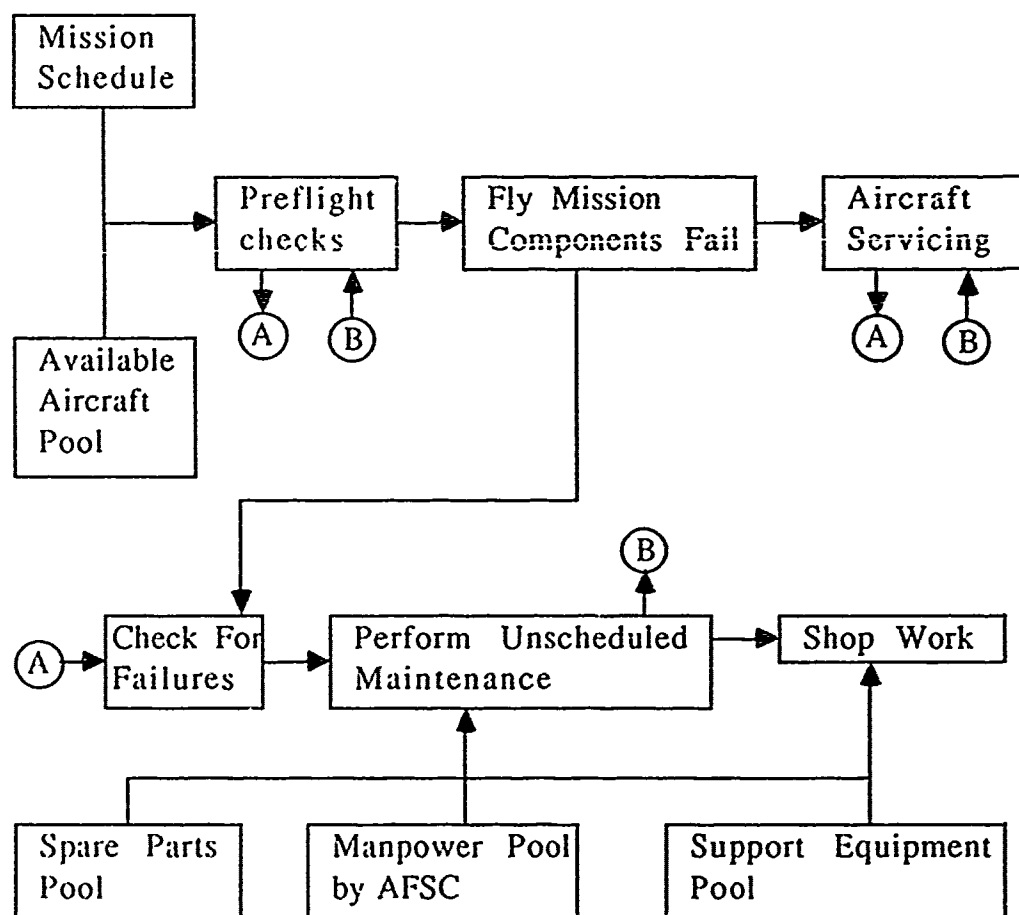 Mission
Schedule
Preflight
checks
Fly Mission
Components Fail
Aircraft
Servicing
A
B
A
B
Available
Aircraft
Pool
B
A
Check For
Failures
Perform Unscheduled
Maintenance
Shop Work
Spare Parts
Pool
Manpower Pool
by AFSC
Support Equipment
Pool